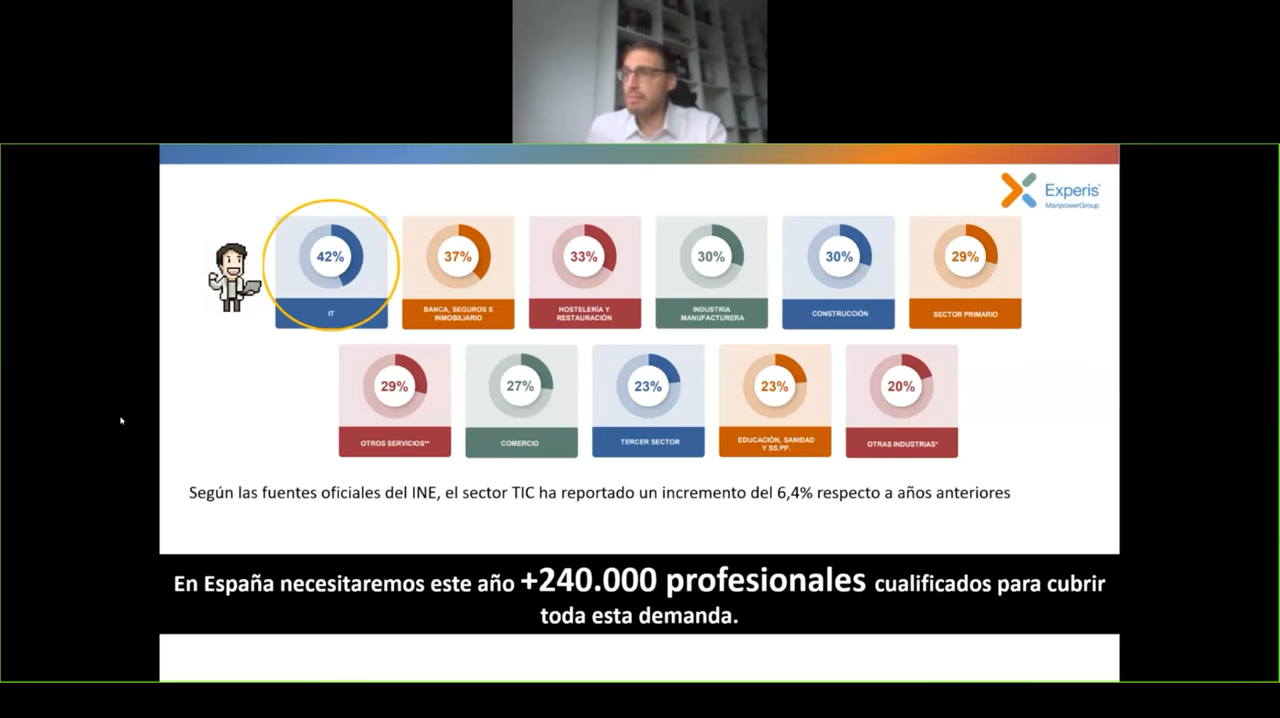 Experis
ManpowerGroup
42%
37%
33%
30%
30%
29%
IT
BANCA, SEGUROS E
INMOBILIARIO
HOSTELERÍA Y
RESTAURACIÓN
INDUSTRIA
MANUFACTURERA
CONSTRUCCIÓN
SECTOR PRIMARIO
29%
27%
23%
23%
20%
OTROS SERVICIOS**
COMERCIO
TERCER SECTOR
EDUCACIÓN, SANIDAD
Y SS.PP.
OTRAS INDUSTRIAS*
Según las fuentes oficiales del INE, el sector TIC ha reportado un incremento del 6,4% respecto a años anteriores
En España necesitaremos este año +240.000 profesionales cualificados para cubrir
toda esta demanda.